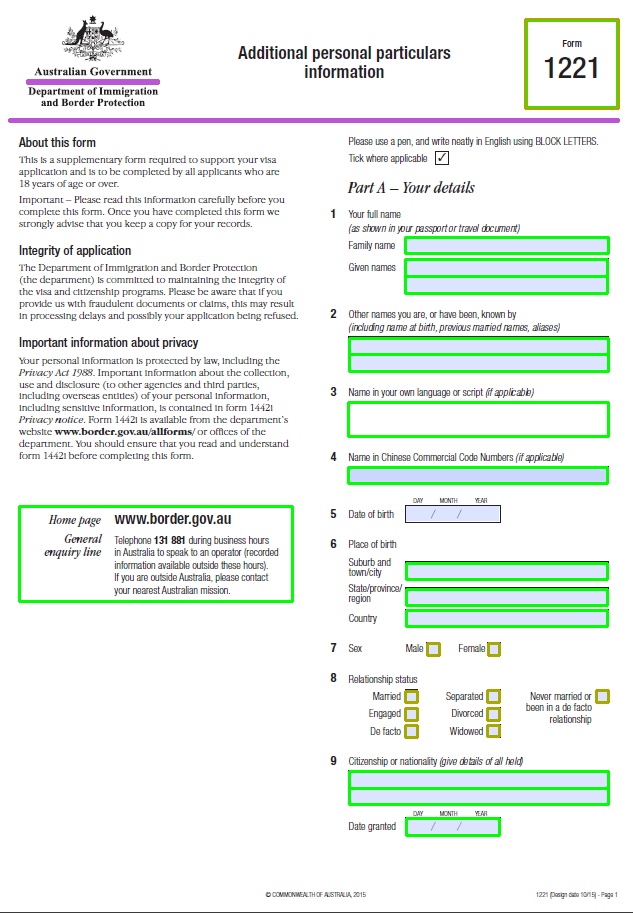 Australian Government
Department of Immigration
and Border Protection
Additional personal particulars
information
Form
1221
About this form
This is a supplementary form required to support your visa
application and is to be completed by all applicants who are
18 years of age or over.
Important – Please read this information carefully before you
complete this form. Once you have completed this form we
strongly advise that you keep a copy for your records.
Integrity of application
The Department of Immigration and Border Protection
(the department) is committed to maintaining the integrity of
the visa and citizenship programs. Please be aware that if you
provide us with fraudulent documents or claims, this may result
in processing delays and possibly your application being refused.
Important information about privacy
Your personal information is protected by law, including the
Privacy Act 1988. Important information about the collection,
use and disclosure (to other agencies and third parties,
including overseas entities) of your personal information,
including sensitive information, is contained in form 1442i
Privacy notice. Form 1442i is available from the department's
website www.border.gov.au/allforms/ or offices of the
department. You should ensure that you read and understand
form 1442i before completing this form.
Home page www.border.gov.au
General
enquiry line
Telephone 131 881 during business hours
in Australia to speak to an operator (recorded
information available outside these hours).
If you are outside Australia, please contact
your nearest Australian mission.
Please use a pen, and write neatly in English using BLOCK LETTERS.
Tick where applicable ✓
Part A – Your details
1 Your full name
(as shown in your passport or travel document)
Family name
Given names
2 Other names you are, or have been, known by
(including name at birth, previous married names, aliases)
3 Name in your own language or script (if applicable)
4 Name in Chinese Commercial Code Numbers (if applicable)
DAY MONTH YEAR
5 Date of birth / /
6 Place of birth
Suburb and
town/city
State/province/
region
Country
7 Sex Male Female
8 Relationship status
Married Separated Never married or
been in a de facto
relationship
Engaged Divorced
De facto Widowed
9 Citizenship or nationality (give details of all held)
DAY MONTH YEAR
Date granted / /
© COMMONWEALTH OF AUSTRALIA, 2015
1221 (Design date 10/15) - Page 1